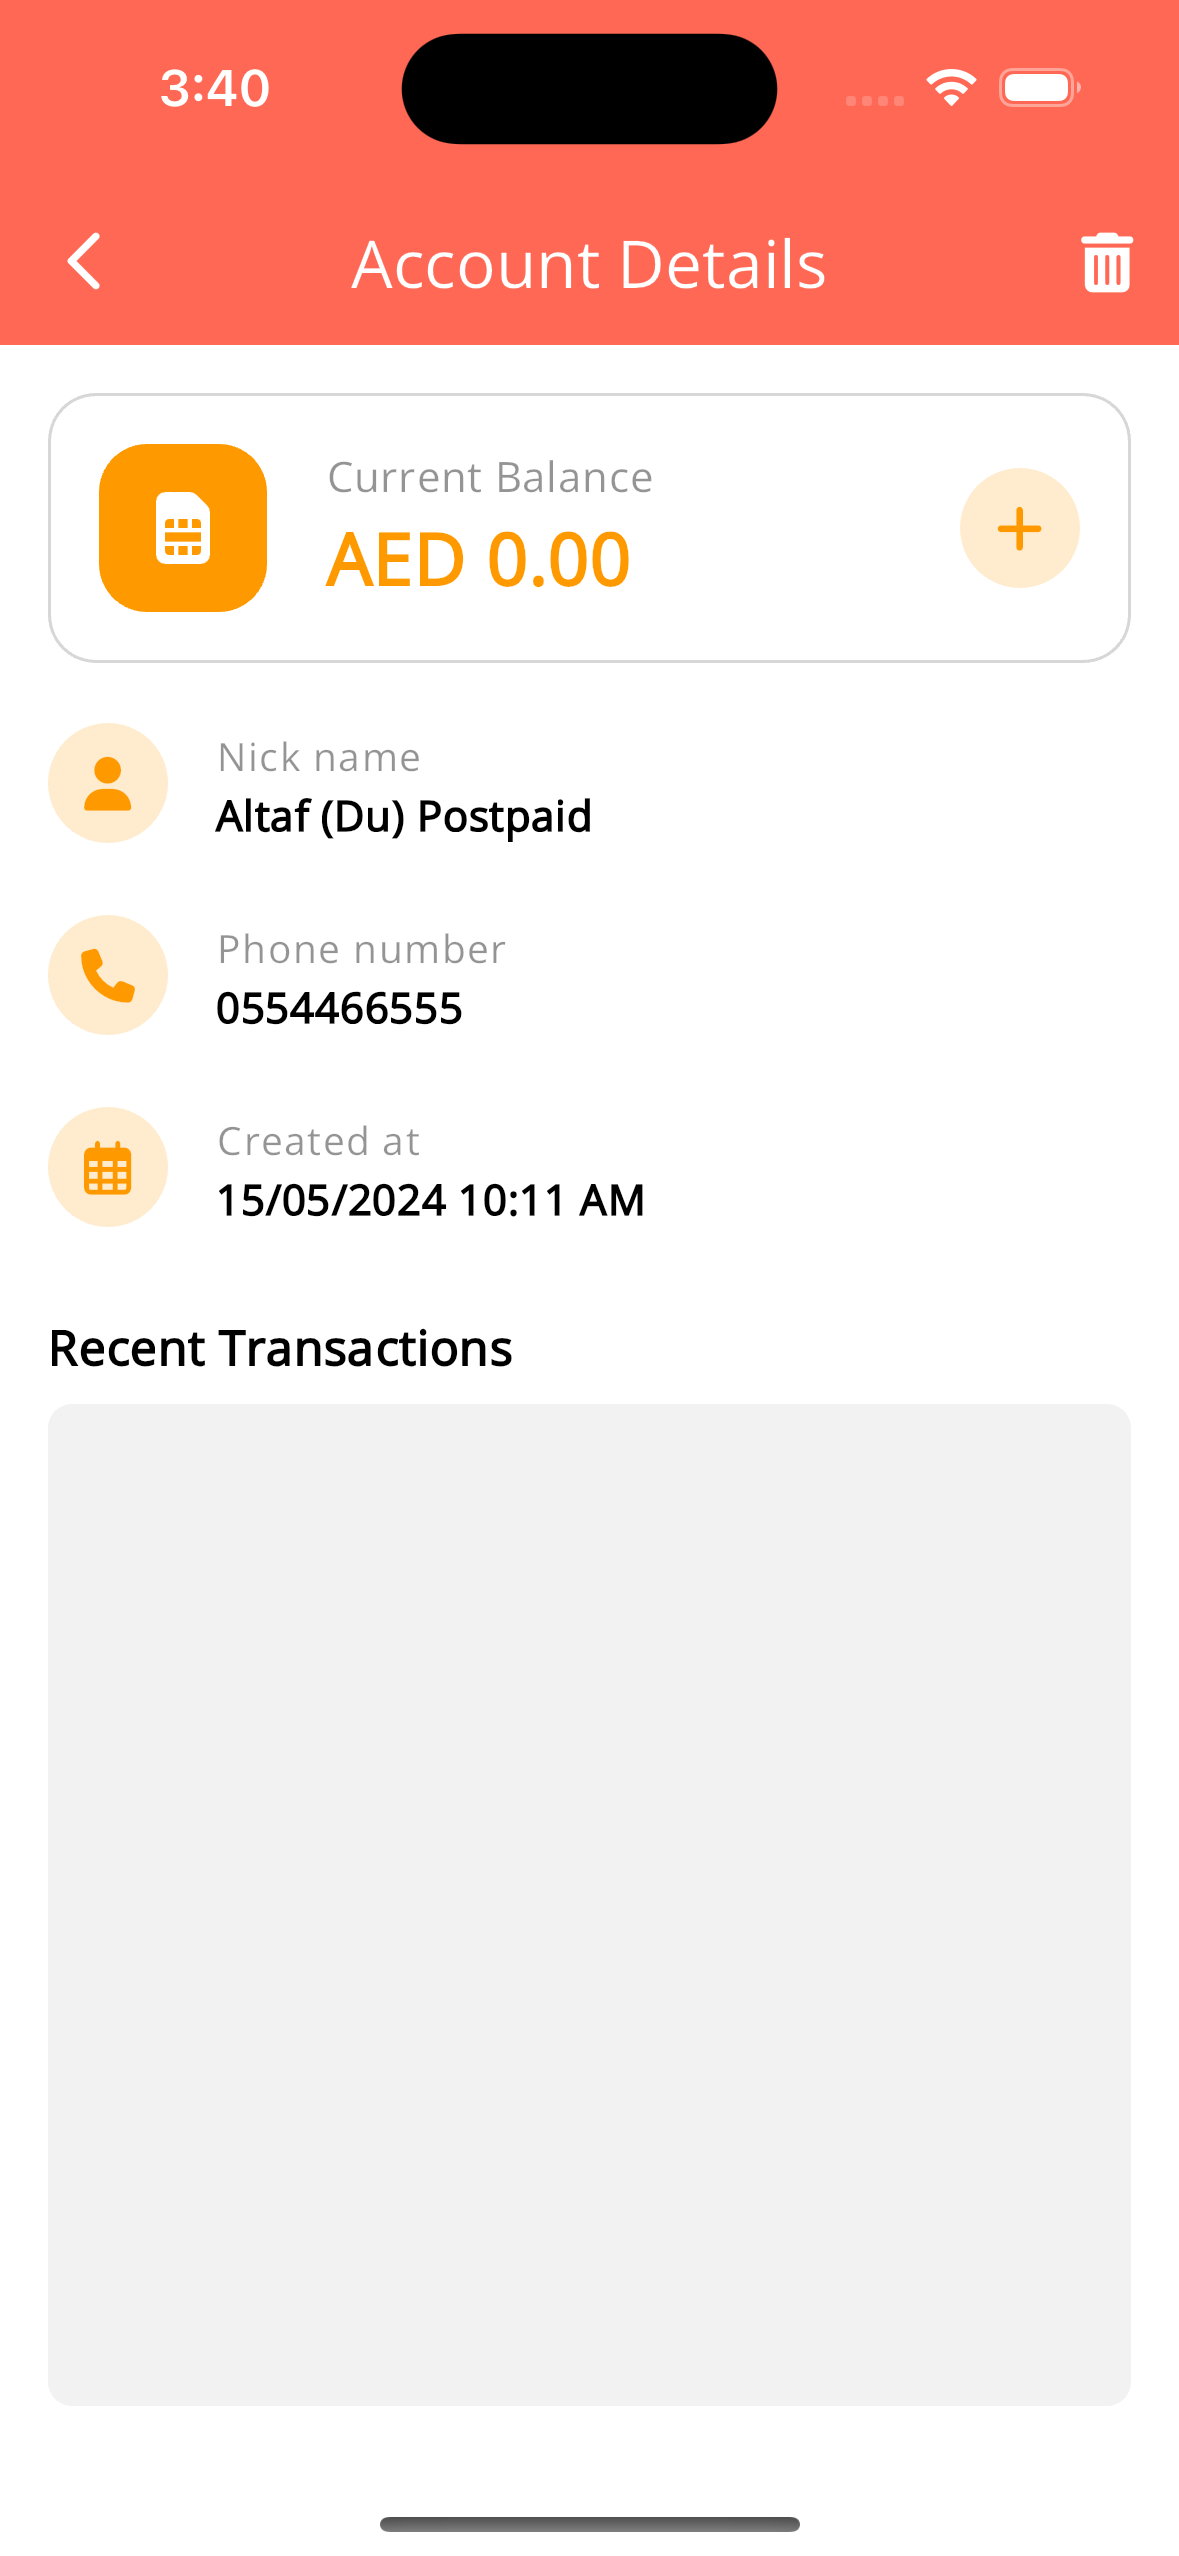 3:40
Account Details
Current Balance
AED 0.00
Nick name
Altaf (Du) Postpaid
Phone number
0554466555
Created at
15/05/2024 10:11 AM
Recent Transactions